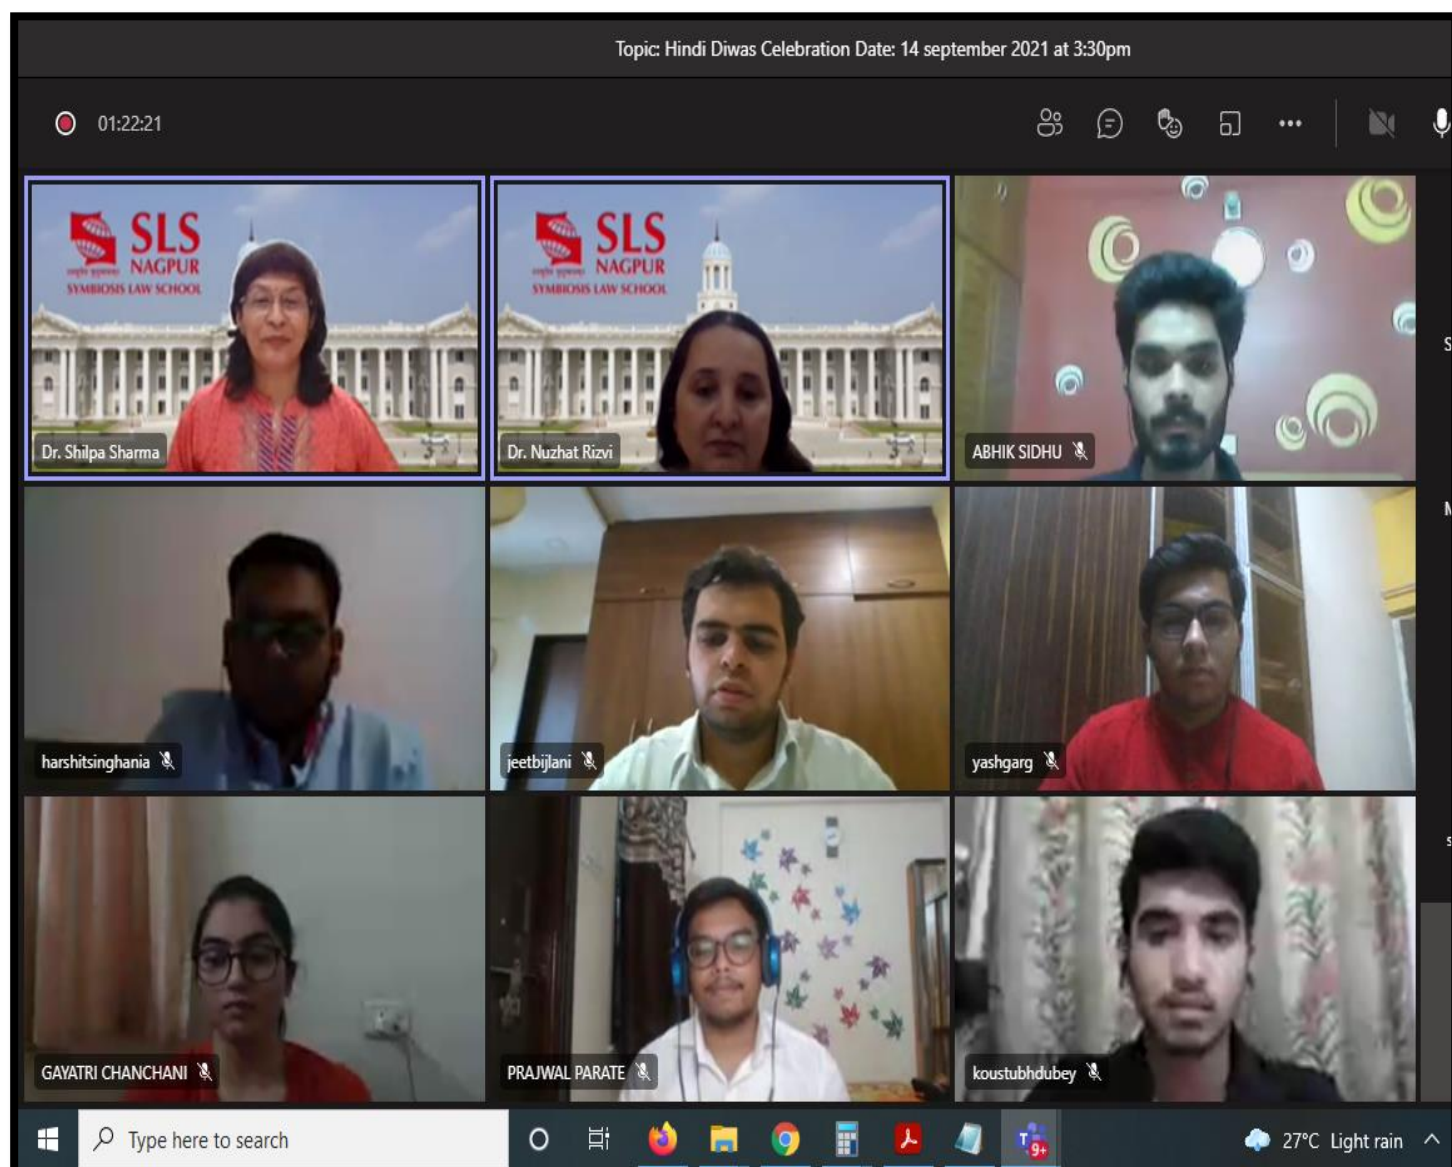 Topic: Hindi Diwas Celebration Date: 14 september 2021 at 3:30pm
01:22:21
SLS
NAGPUR
SYMBIOSIS LAW SCHOOL
Dr. Shilpa Sharma
SLS
NAGPUR
SYMBIOSIS LAW SCHOOL
Dr. Nuzhat Rizvi
ABHIK SIDHU
harshitsinghania
jeetbijlani
yashgarg
GAYATRI CHANCHANI
PRAJWAL PARATE
koustubhdubey
Type here to search
T
9+
27°C Light rain